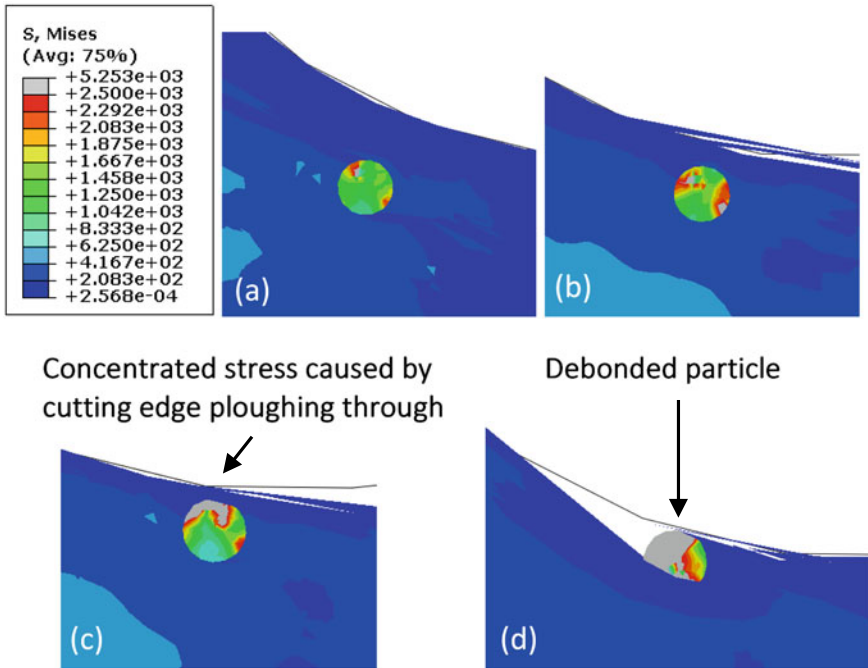 S, Mises
(Avg: 75%)
+5.253e+03
+2.500e+03
+2.292e+03
+2.083e+03
+1.875e+03
+1.667e+03
+1.458e+03
+1.250e+03
+1.042e+03
+8.333e+02
+6.250e+02
+4.167e+02
+2.083e+02
+2.568e-04
(a)
(b)
Concentrated stress caused by
cutting edge ploughing through
Debonded particle
(c)
(d)